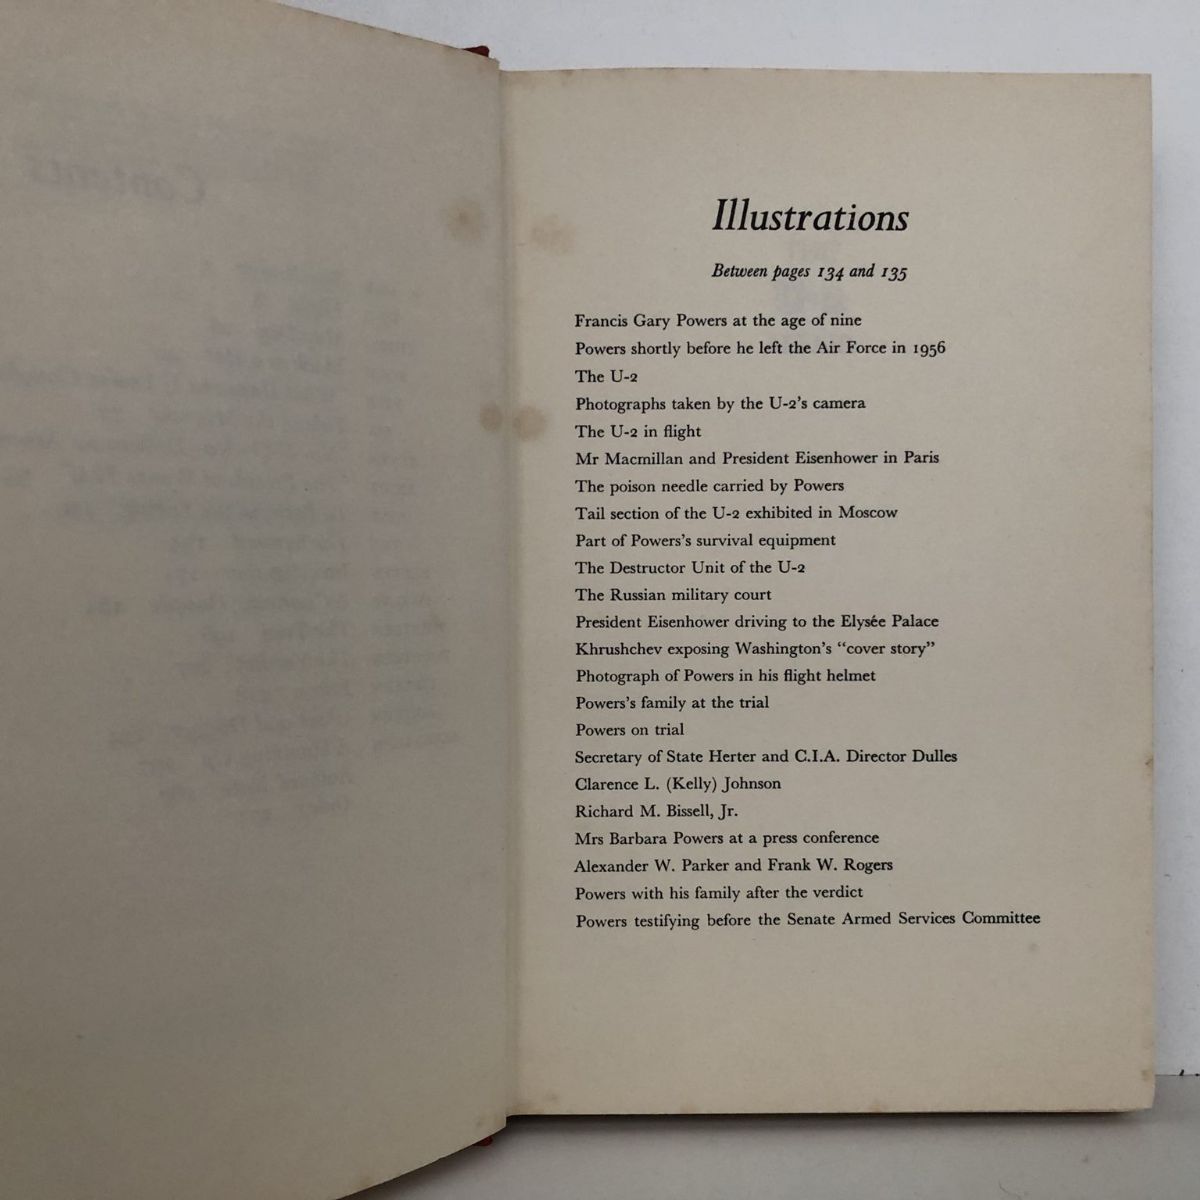 Contents
Illustrations
Between pages 134 and 135
Francis Gary Powers at the age of nine
Powers shortly before he left the Air Force in 1956
The U-2
Photographs taken by the U-2's camera
The U-2 in flight
Mr Macmillan and President Eisenhower in Paris
The poison needle carried by Powers
Tail section of the U-2 exhibited in Moscow
Part of Powers's survival equipment
The Destructor Unit of the U-2
The Russian military court
President Eisenhower driving to the Elysée Palace
Khrushchev exposing Washington's “cover story”
Photograph of Powers in his flight helmet
Powers's family at the trial
Powers on trial
Secretary of State Herter and C.I.A. Director Dulles
Clarence L. (Kelly) Johnson
Richard M. Bissell, Jr.
Mrs Barbara Powers at a press conference
Alexander W. Parker and Frank W. Rogers
Powers with his family after the verdict
Powers testifying before the Senate Armed Services Committee